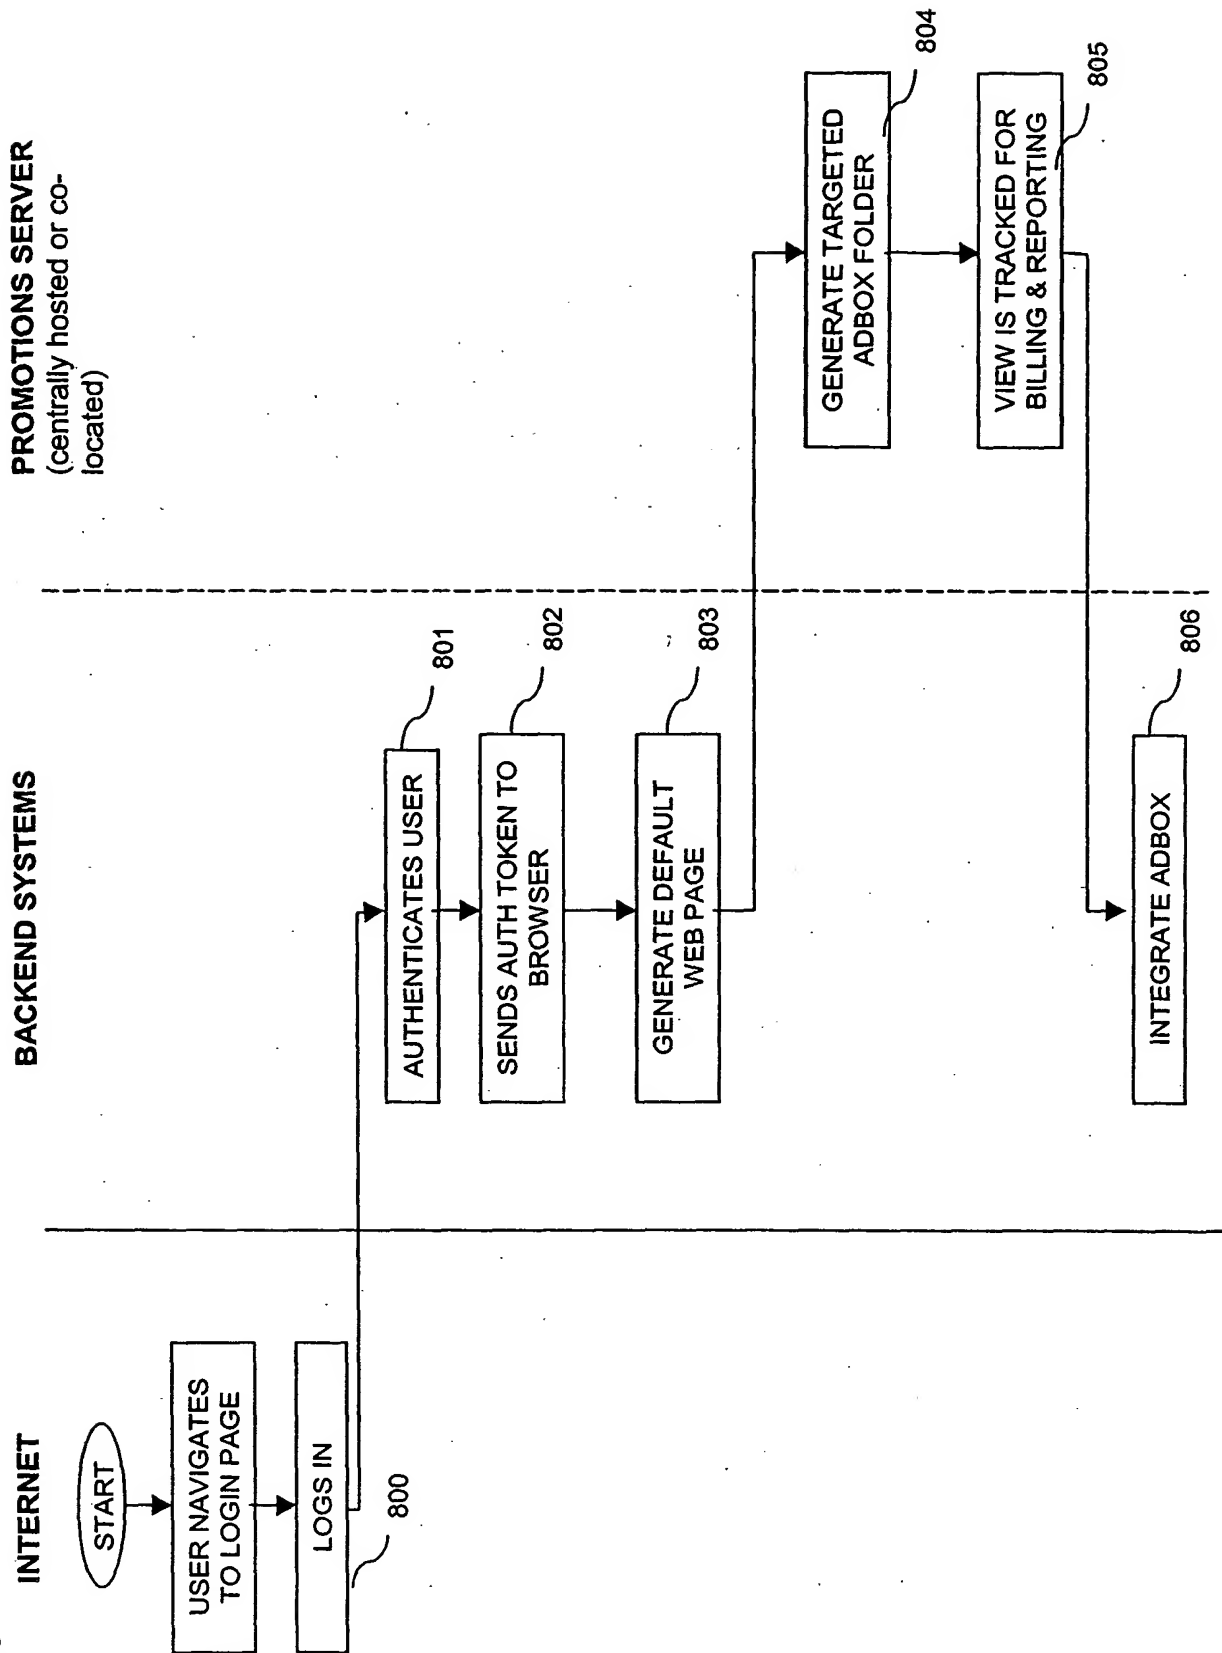 INTERNET
START
USER NAVIGATES
TO LOGIN PAGE
LOGS IN
800
BACKEND SYSTEMS
AUTHENTICATES USER
801
SENDS AUTH TOKEN TO
BROWSER
802
GENERATE DEFAULT
WEB PAGE
803
PROMOTIONS SERVER
(centrally hosted or co-
located)
GENERATE TARGETED
ADBOX FOLDER
804
VIEW IS TRACKED FOR
BILLING & REPORTING
805
INTEGRATE ADBOX
806